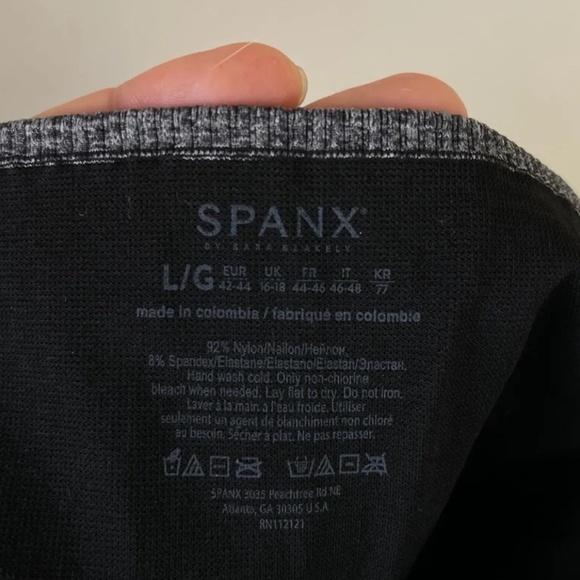 SPANX®
BY SARA BLAKELY
L/G EUR 42-44 UK 16-18 FR 44-46 IT 46-48 KR 77
made in colombia / fabriqué en colombie
92% Nylon/Nailon/Нейлон,
8% Spandex/Elastane/Elastano/Elastan/Эластан.
Hand wash cold. Only non-chlorine
bleach when needed. Lay flat to dry. Do not iron.
Laver à la main à l'eau froide. Utiliser
seulement un agent de blanchiment non chloré
au besoin. Sécher à plat. Ne pas repasser.
SPANX 3035 Peachtree Rd NE
Atlanta, GA 30305 U.S.A
RN112121